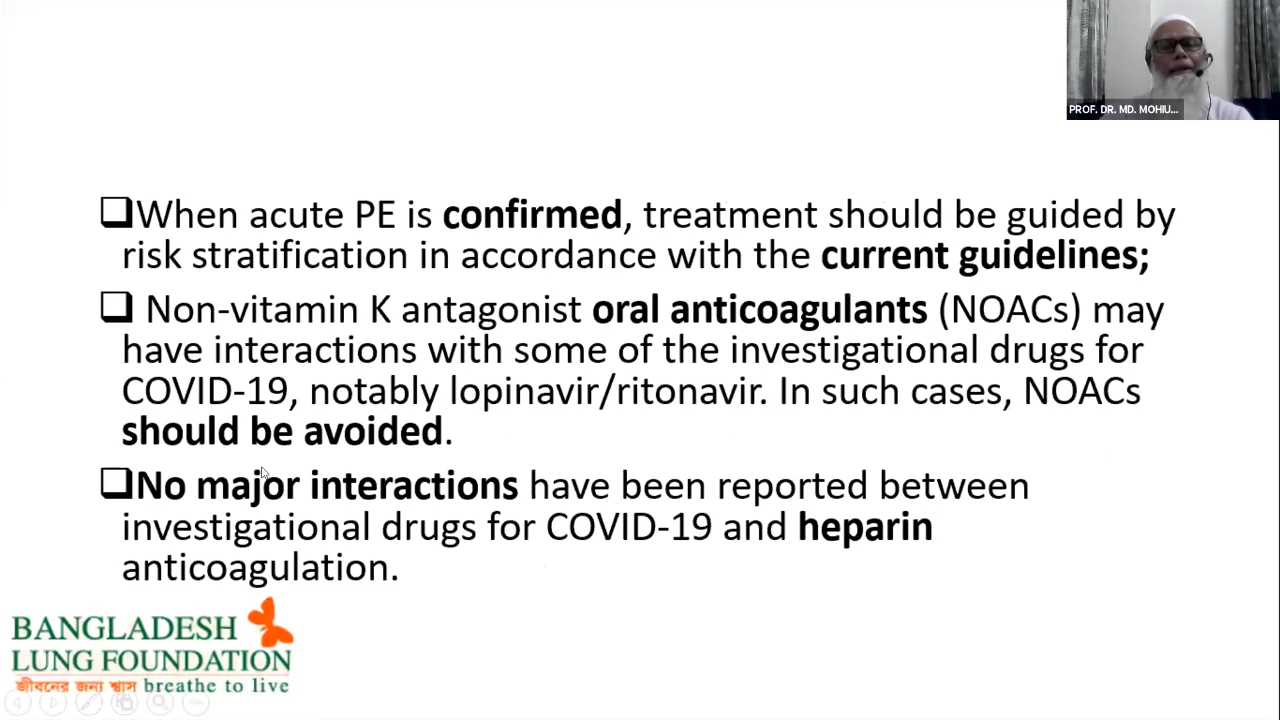 PROF. DR. MD. MOHIU...
When acute PE is confirmed, treatment should be guided by
risk stratification in accordance with the current guidelines;
Non-vitamin K antagonist oral anticoagulants (NOACs) may
have interactions with some of the investigational drugs for
COVID-19, notably lopinavir/ritonavir. In such cases, NOACs
should be avoided.
No major interactions have been reported between
investigational drugs for COVID-19 and heparin
anticoagulation.
BANGLADESH
LUNG FOUNDATION
জীবনের জন্য শ্বাস breathe to live